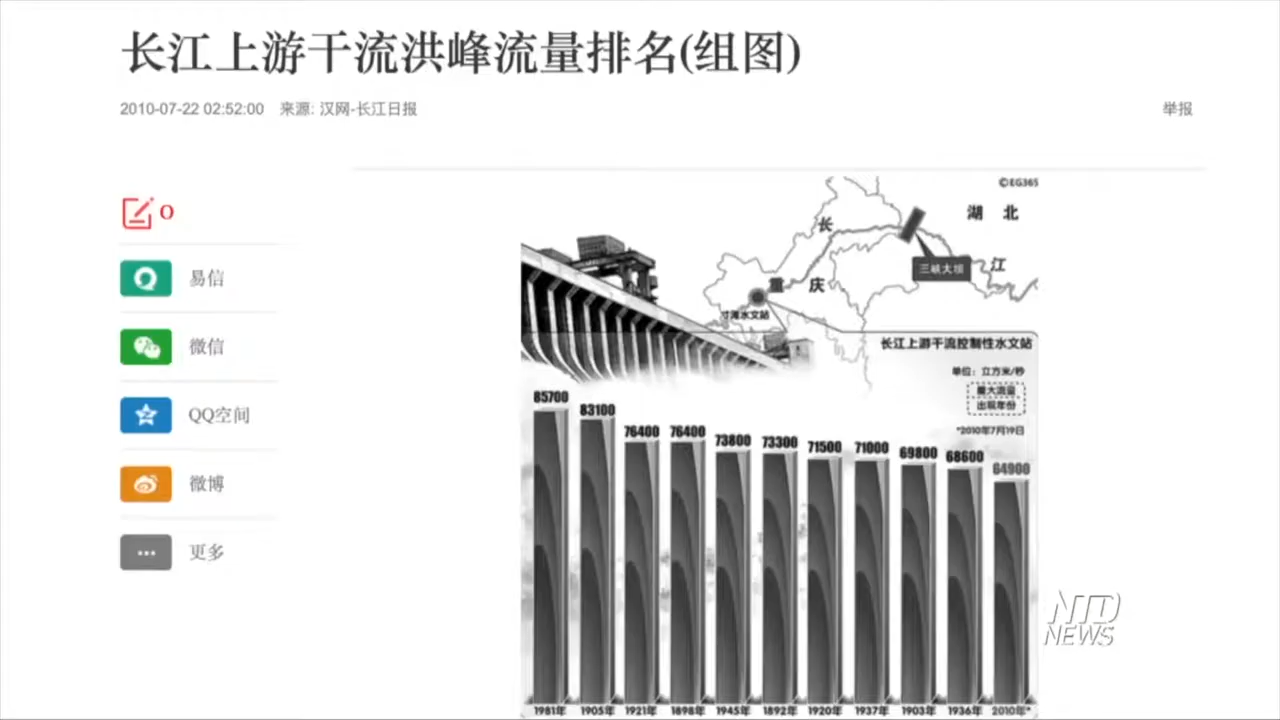 长江上游干流洪峰流量排名(组图)
2010-07-22 02:52:00 来源: 汉网-长江日报 举报
0
易信
微信
QQ空间
微博
更多
©EG365
湖 北
长
三峡大坝
江
重 庆
寸滩水文站
长江上游干流控制性水文站
单位: 立方米/秒
最大流量
出现年份
*2010年7月19日
85700 83100 76400 76400 73800 73300 71500 71000 69800 68600 64900
1981年 1905年 1921年 1898年 1945年 1892年 1920年 1937年 1903年 1936年 2010年*
NTD
NEWS